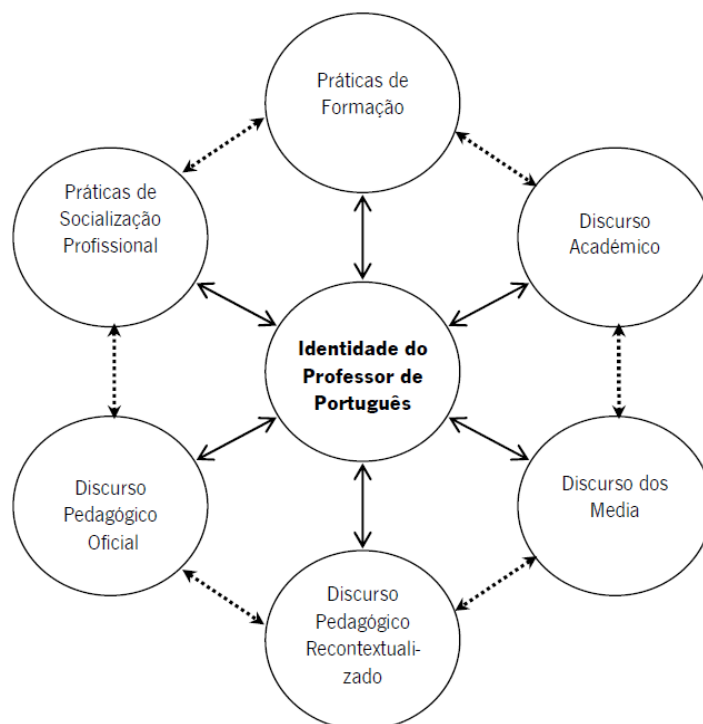 Práticas de
Formação
Práticas de
Socialização
Profissional
Discurso
Académico
Identidade do
Professor de
Português
Discurso
Pedagógico
Oficial
Discurso dos
Media
Discurso
Pedagógico
Recontextuali-
zado